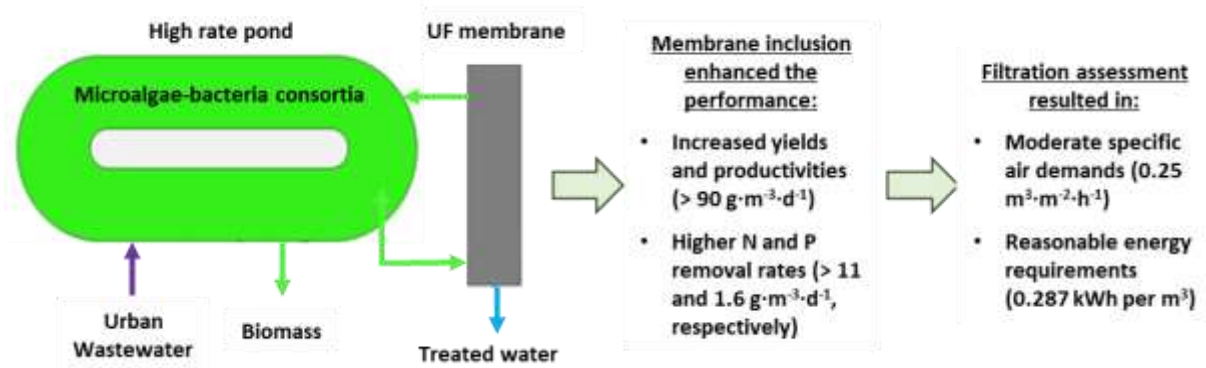 High rate pond
UF membrane
Microalgae-bacteria consortia
Urban
Wastewater
Biomass
Treated water
Membrane inclusion
enhanced the
performance:
• Increased yields
and productivities
(> 90 g·m⁻³·d⁻¹)
• Higher N and P
removal rates (> 11
and 1.6 g·m⁻³·d⁻¹,
respectively)
Filtration assessment
resulted in:
• Moderate specific
air demands (0.25
m³·m⁻²·h⁻¹)
• Reasonable energy
requirements
(0.287 kWh per m³)